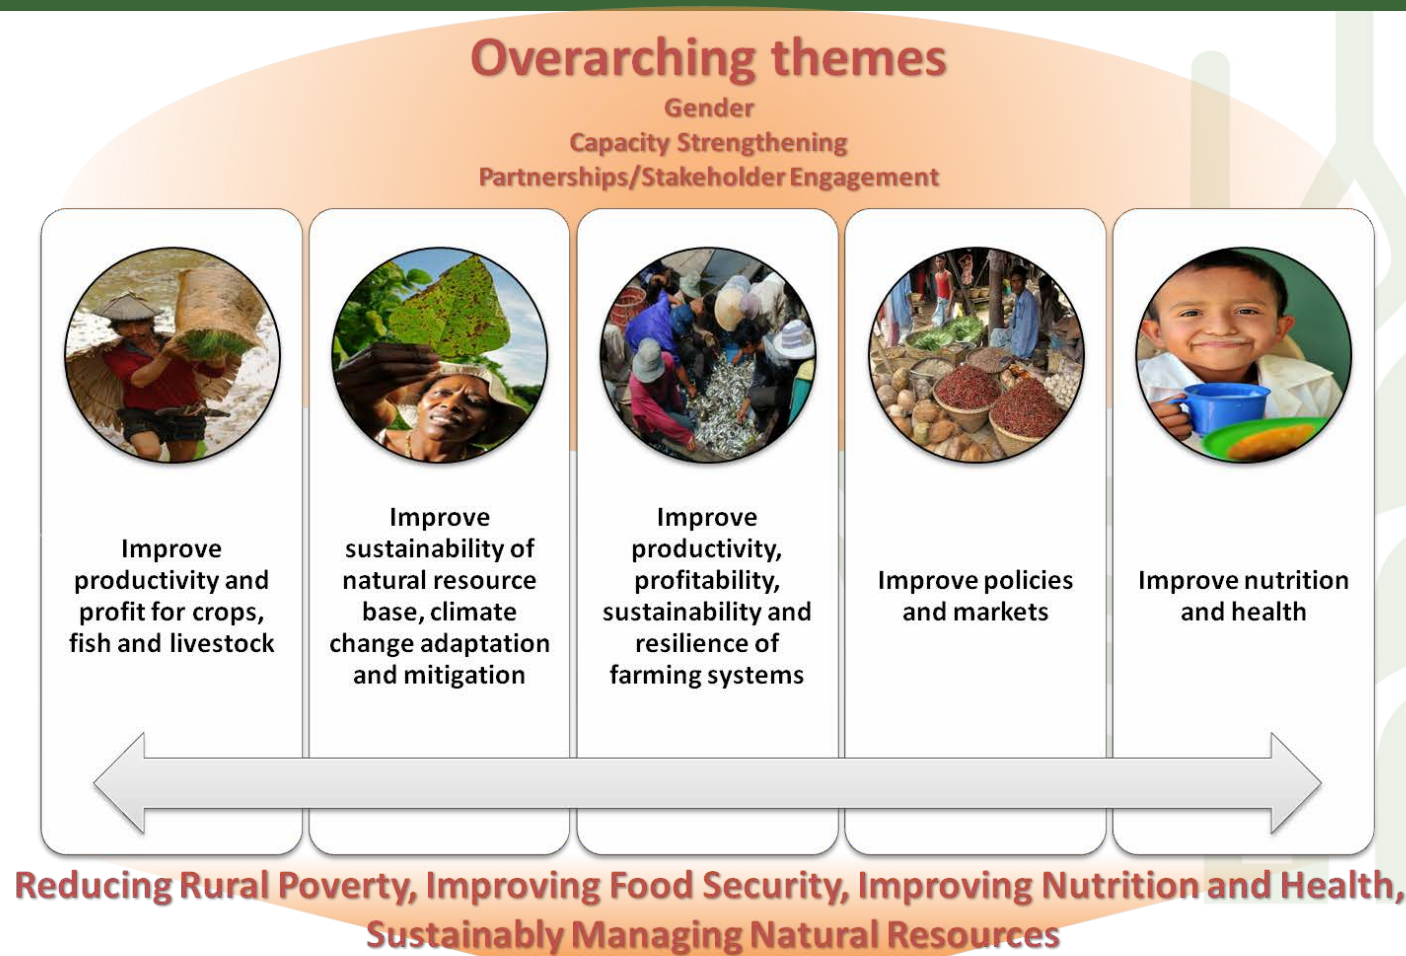 Overarching themes
Gender
Capacity Strengthening
Partnerships/Stakeholder Engagement
Improve
productivity and
profit for crops,
fish and livestock
Improve
sustainability of
natural resource
base, climate
change adaptation
and mitigation
Improve
productivity,
profitability,
sustainability and
resilience of
farming systems
Improve policies
and markets
Improve nutrition
and health
Reducing Rural Poverty, Improving Food Security, Improving Nutrition and Health,
Sustainably Managing Natural Resources